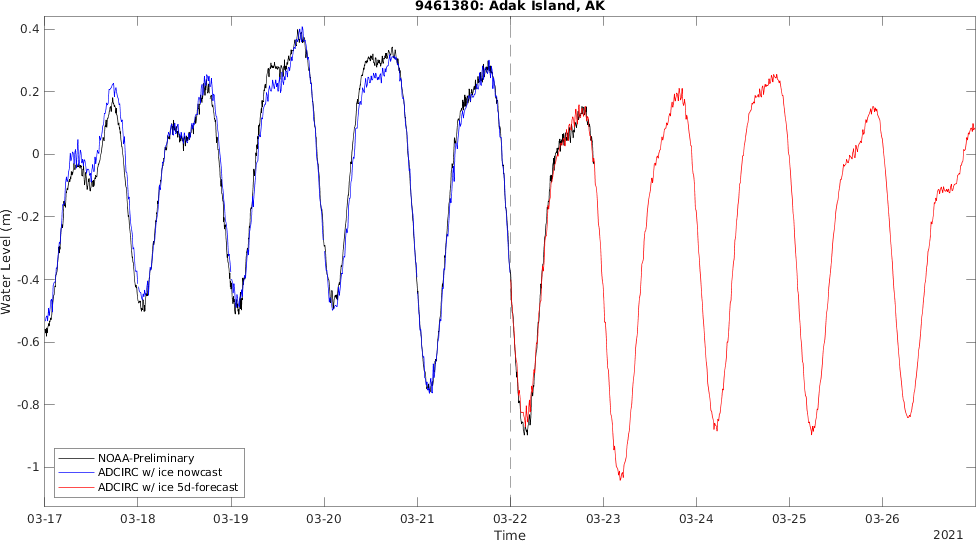 9461380: Adak Island, AK
Water Level (m)
0.4
0.2
0
-0.2
-0.4
-0.6
-0.8
-1
NOAA-Preliminary
ADCIRC w/ ice nowcast
ADCIRC w/ ice 5d-forecast
03-17 03-18 03-19 03-20 03-21 03-22 03-23 03-24 03-25 03-26
Time
2021